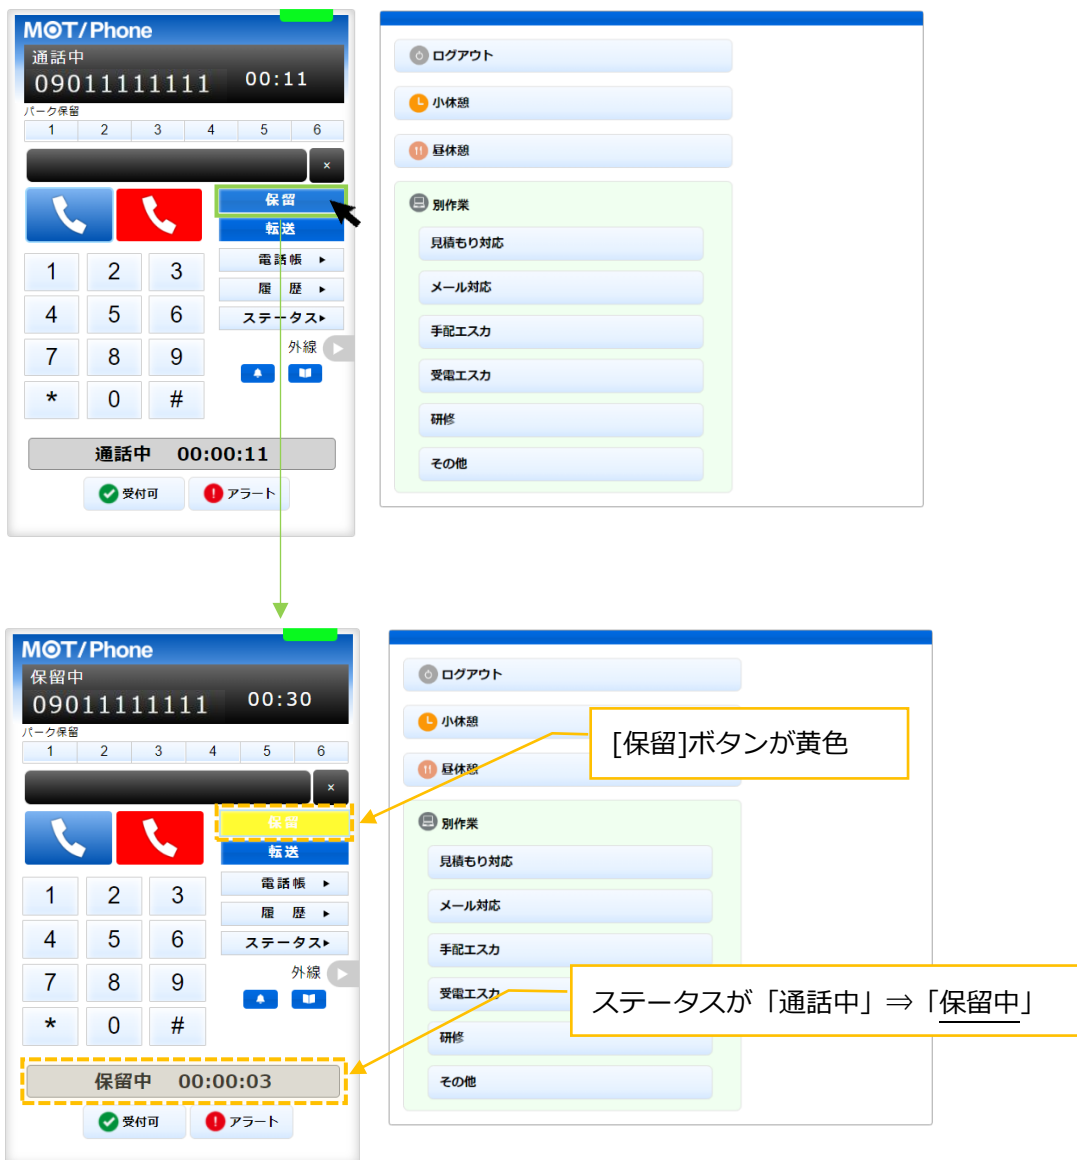 MOT/Phone
通話中
09011111111 00:11
パーク保留
1 2 3 4 5 6
×
保留
転送
電話帳
履 歴
ステータス
外線
1 2 3
4 5 6
7 8 9
* 0 #
通話中 00:00:11
受付可 アラート
ログアウト
小休憩
昼休憩
別作業
見積もり対応
メール対応
手配エスカ
受電エスカ
研修
その他
MOT/Phone
保留中
09011111111 00:30
パーク保留
1 2 3 4 5 6
×
保留
転送
電話帳
履 歴
ステータス
外線
1 2 3
4 5 6
7 8 9
* 0 #
保留中 00:00:03
受付可 アラート
ログアウト
小休憩
昼休憩
別作業
見積もり対応
メール対応
手配エスカ
受電エスカ
研修
その他
[保留]ボタンが黄色
ステータスが「通話中」⇒「保留中」